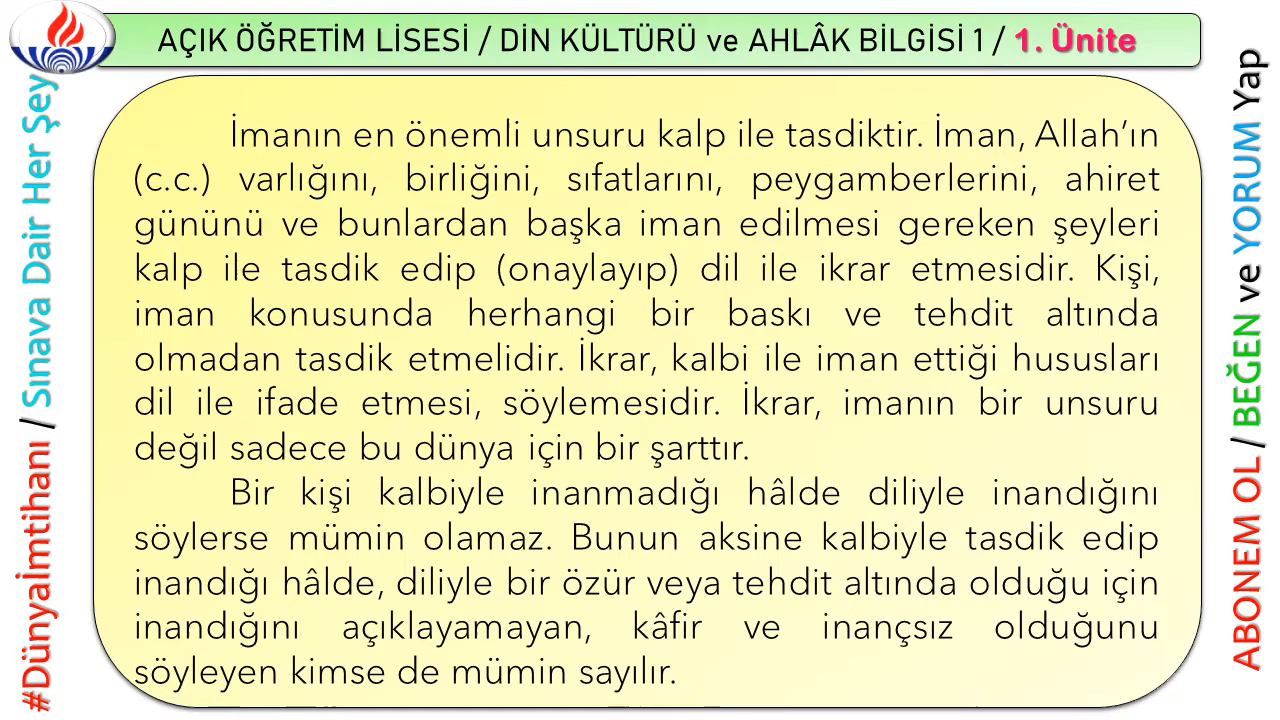 AÇIK ÖĞRETİM LİSESİ / DİN KÜLTÜRÜ ve AHLÂK BİLGİSİ 1 / 1. Ünite
#Dünyaİmtihanı / Sınava Dair Her Şey
İmanın en önemli unsuru kalp ile tasdiktir. İman, Allah’ın
(c.c.) varlığını, birliğini, sıfatlarını, peygamberlerini, ahiret
gününü ve bunlardan başka iman edilmesi gereken şeyleri
kalp ile tasdik edip (onaylayıp) dil ile ikrar etmesidir. Kişi,
iman konusunda herhangi bir baskı ve tehdit altında
olmadan tasdik etmelidir. İkrar, kalbi ile iman ettiği hususları
dil ile ifade etmesi, söylemesidir. İkrar, imanın bir unsuru
değil sadece bu dünya için bir şarttır.
Bir kişi kalbiyle inanmadığı hâlde diliyle inandığını
söylerse mümin olamaz. Bunun aksine kalbiyle tasdik edip
inandığı hâlde, diliyle bir özür veya tehdit altında olduğu için
inandığını açıklayamayan, kâfir ve inançsız olduğunu
söyleyen kimse de mümin sayılır.
ABONEM OL / BEĞEN ve YORUM Yap